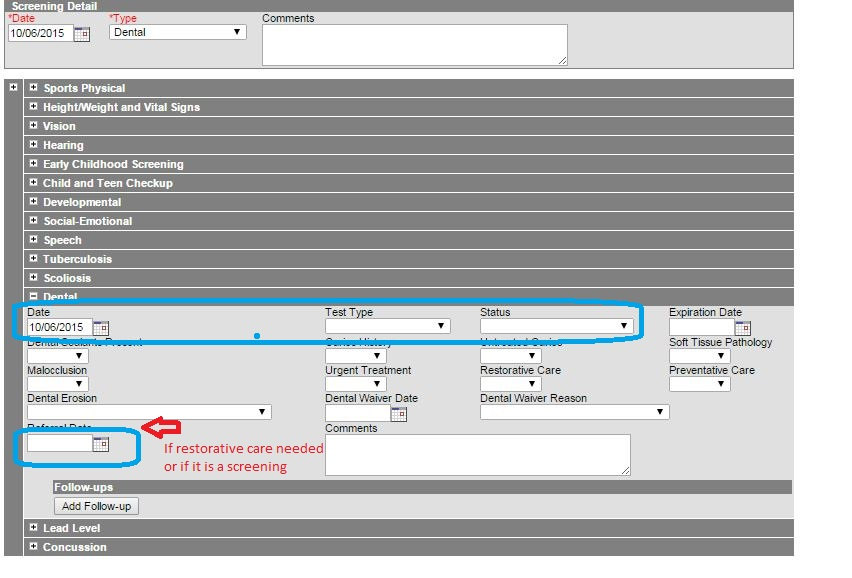 Screening Detail
*Date *Type Comments
10/06/2015 Dental
Sports Physical
Height/Weight and Vital Signs
Vision
Hearing
Early Childhood Screening
Child and Teen Checkup
Developmental
Social-Emotional
Speech
Tuberculosis
Scoliosis
Dental
Date Test Type Status Expiration Date
10/06/2015
Dental Sealants Present Caries History Untreated Caries Soft Tissue Pathology
Malocclusion Urgent Treatment Restorative Care Preventative Care
Dental Erosion Dental Waiver Date Dental Waiver Reason
Referral Date Comments
If restorative care needed
or if it is a screening
Follow-ups
Add Follow-up
Lead Level
Concussion